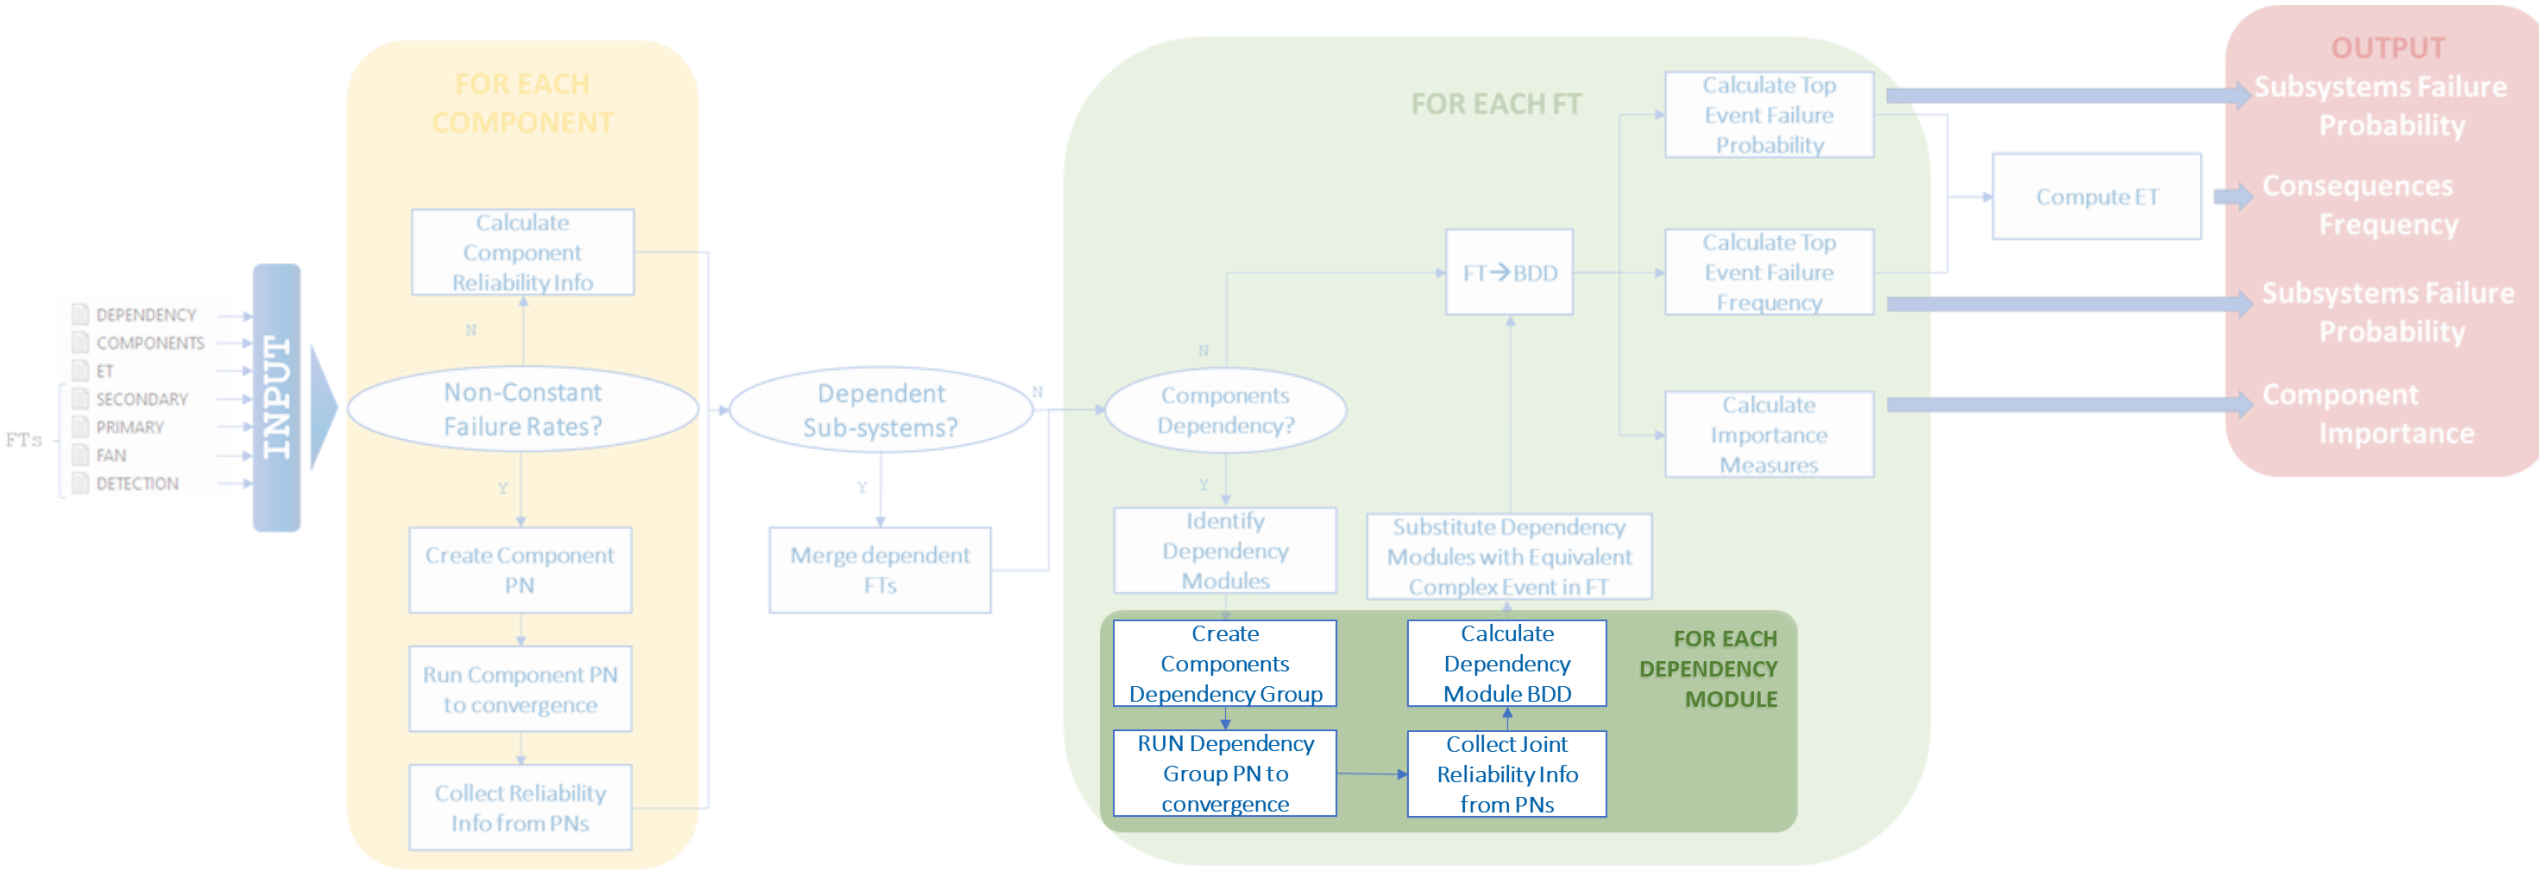 FTs
DEPENDENCY
COMPONENTS
ET
SECONDARY
PRIMARY
FAN
DETECTION
INPUT
FOR EACH
COMPONENT
Calculate
Component
Reliability Info
N
Non-Constant
Failure Rates?
Y
Create Component
PN
Run Component PN
to convergence
Collect Reliability
Info from PNs
Dependent
Sub-systems?
N
Y
Merge dependent
FTs
FOR EACH FT
N
Components
Dependency?
Y
Identify
Dependency
Modules
FOR EACH
DEPENDENCY
MODULE
Create
Components
Dependency Group
RUN Dependency
Group PN to
convergence
Collect Joint
Reliability Info
from PNs
Calculate
Dependency
Module BDD
Substitute Dependency
Modules with Equivalent
Complex Event in FT
FT→BDD
Calculate Top
Event Failure
Probability
Calculate Top
Event Failure
Frequency
Calculate
Importance
Measures
Compute ET
OUTPUT
Subsystems Failure
Probability
Consequences
Frequency
Subsystems Failure
Probability
Component
Importance